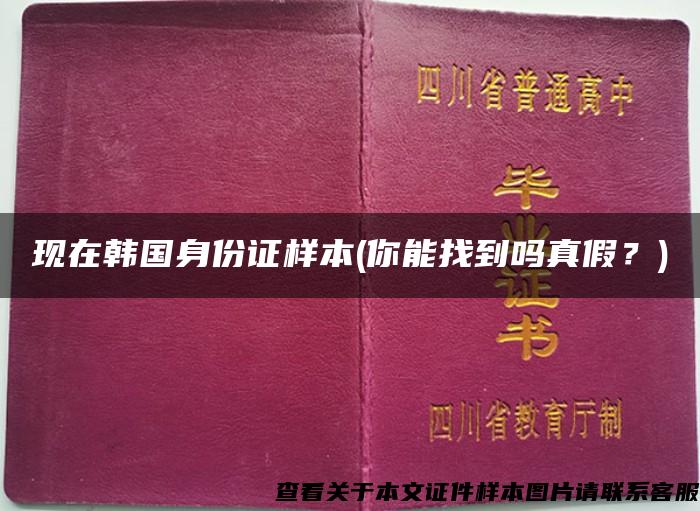 四川省普通高中
毕业证书
现在韩国身份证样本(你能找到吗真假？)
四川省教育厅制
查看关于本文证件样本图片请联系客服